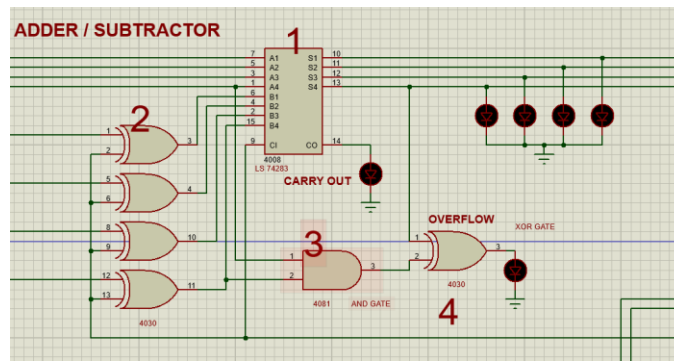 ADDER / SUBTRACTOR
1
7 A1 S1 10
5 A2 S2 11
3 A3 S3 12
1 A4 S4 13
6 B1
4 B2
2 B3
15 B4
9 CI CO 14
4008
LS 74283
CARRY OUT
2
1
2
3
5
6
4
8
9
10
12
13
11
4030
3
1
2
3
4081 AND GATE
OVERFLOW
XOR GATE
1
2
3
4030
4